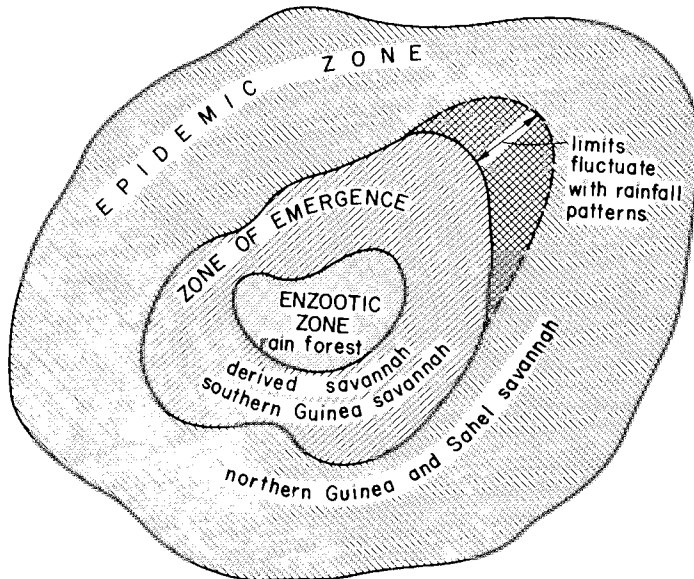 EPIDEMIC ZONE
limits
fluctuate
with rainfall
patterns
ZONE OF EMERGENCE
ENZOOTIC
ZONE
rain forest
derived savannah
southern Guinea savannah
northern Guinea and Sahel savannah